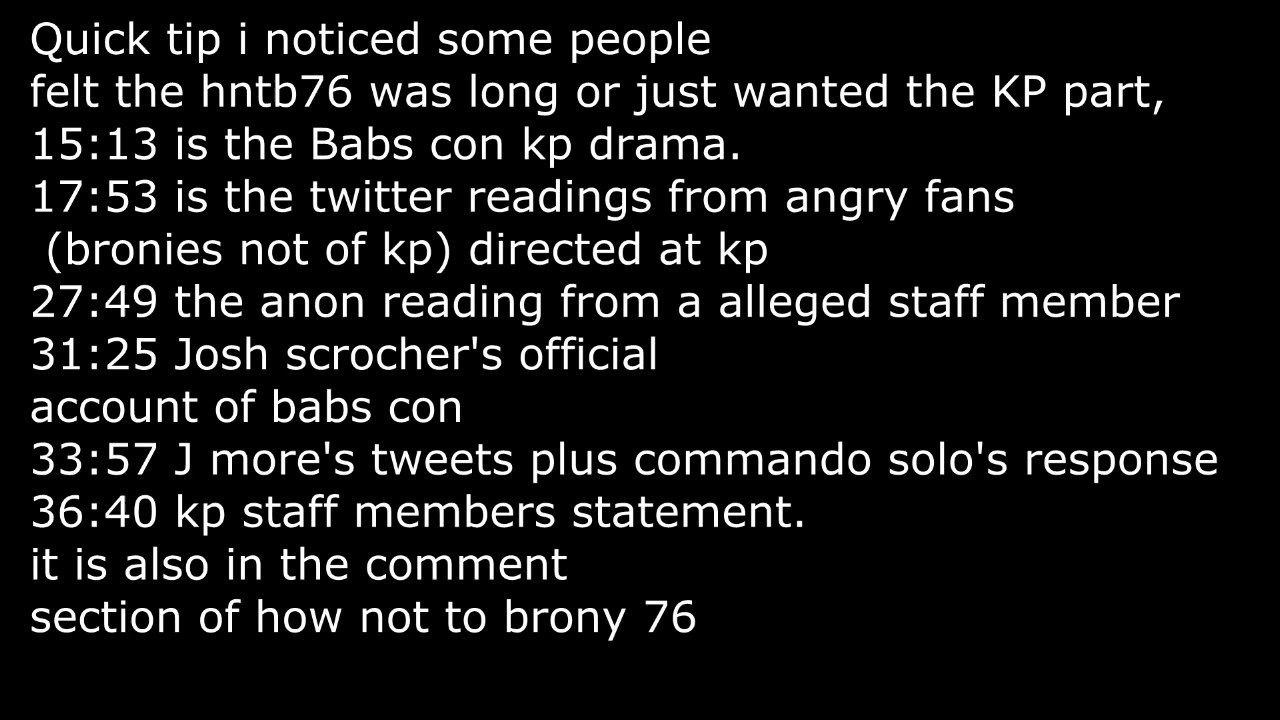 Quick tip i noticed some people
felt the hntb76 was long or just wanted the KP part,
15:13 is the Babs con kp drama.
17:53 is the twitter readings from angry fans
(bronies not of kp) directed at kp
27:49 the anon reading from a alleged staff member
31:25 Josh scrocher's official
account of babs con
33:57 J more's tweets plus commando solo's response
36:40 kp staff members statement.
it is also in the comment
section of how not to brony 76